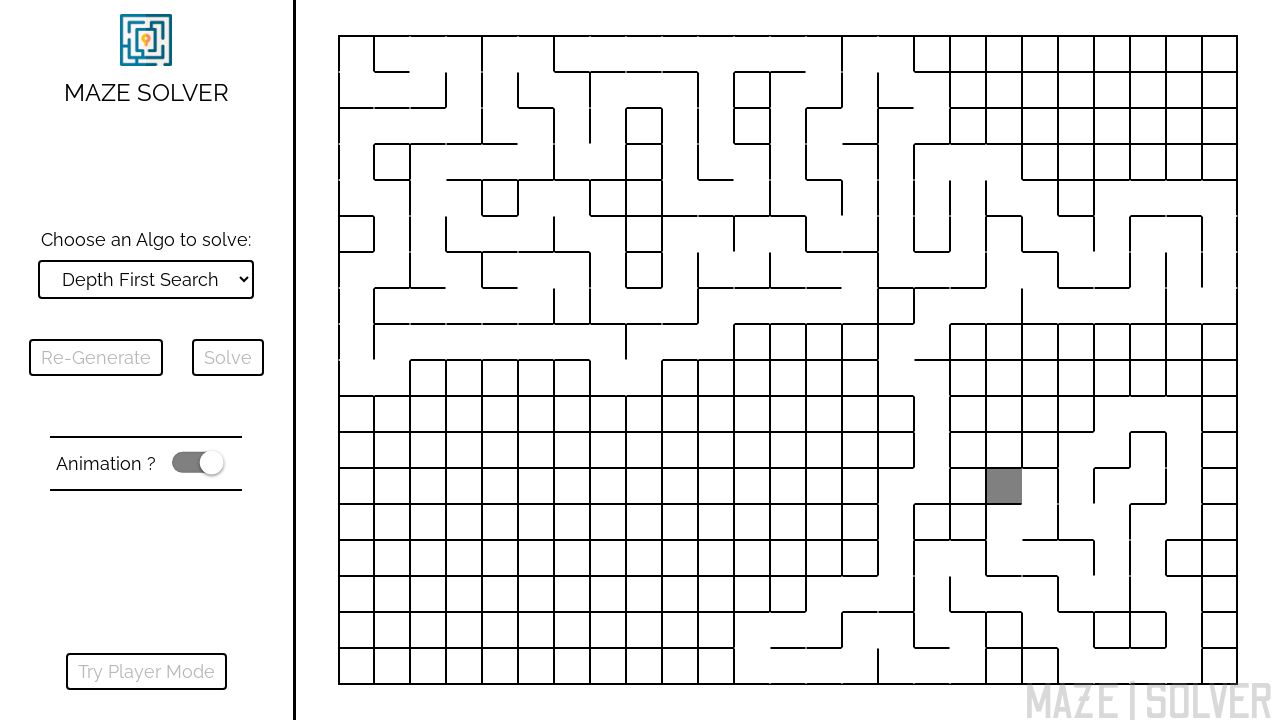 MAZE SOLVER
Choose an Algo to solve:
Depth First Search
Re-Generate
Solve
Animation ?
Try Player Mode
MAZE | SOLVER